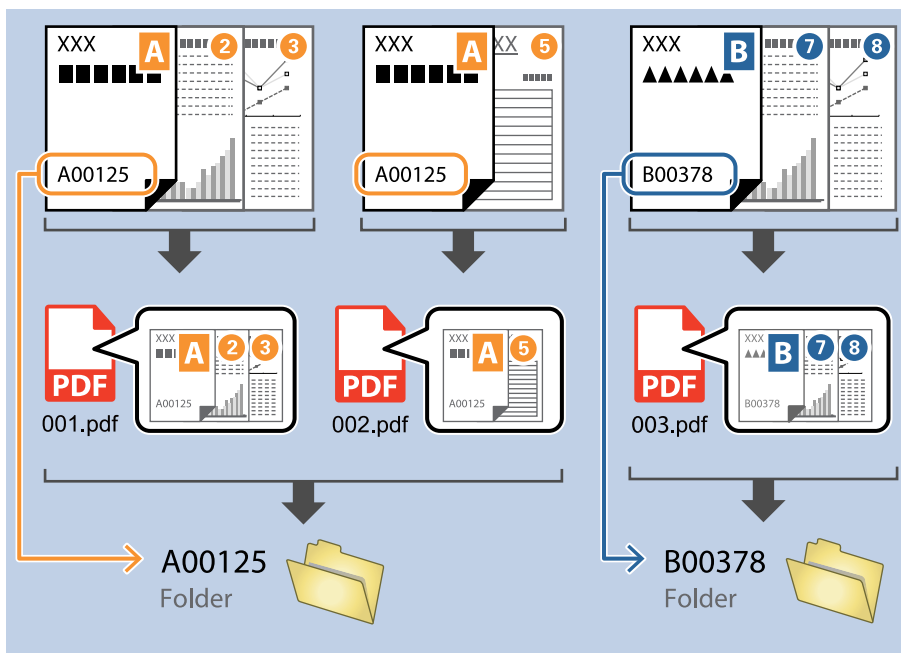 XXX A 2 3
A00125
XXX A XX 5
A00125
XXX B 7 8
B00378
PDF
001.pdf
XXX A 2 3
A00125
PDF
002.pdf
XXX A 5
A00125
PDF
003.pdf
XXX B 7 8
B00378
A00125
Folder
B00378
Folder